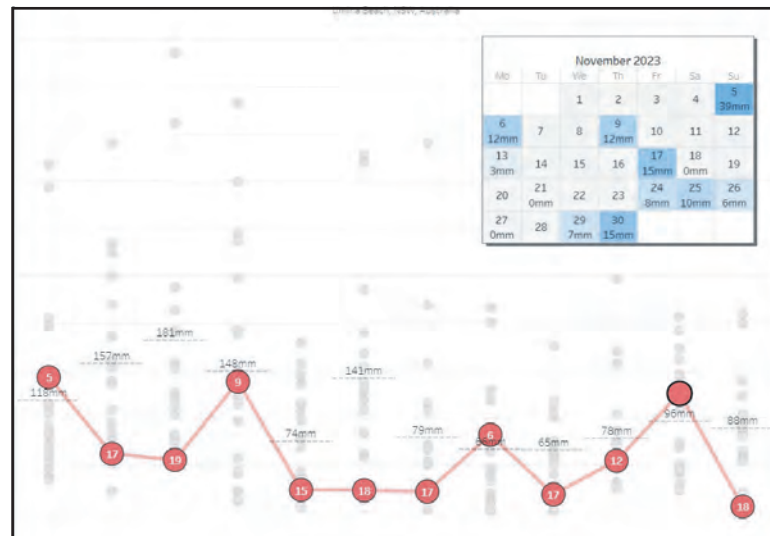 Beach, NSW, Australia
November 2023
Mo Tu We Th Fr Sa Su
1 2 3 4 5
39mm
6 7 8 9 10 11 12
12mm 12mm
13 14 15 16 17 18 19
3mm 15mm 0mm
20 21 22 23 24 25 26
0mm 8mm 10mm 6mm
27 28 29 30
0mm 7mm 15mm
181mm
157mm
148mm
5 9
141mm
118mm
96mm
88mm
74mm 79mm 6 78mm
65mm
17 19 12
15 18 17 17
18